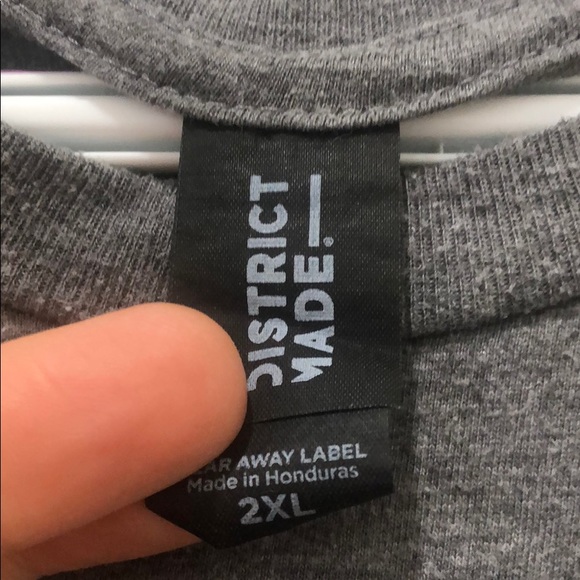 DISTRICT
MADE.
AWAY LABEL
Made in Honduras
2XL